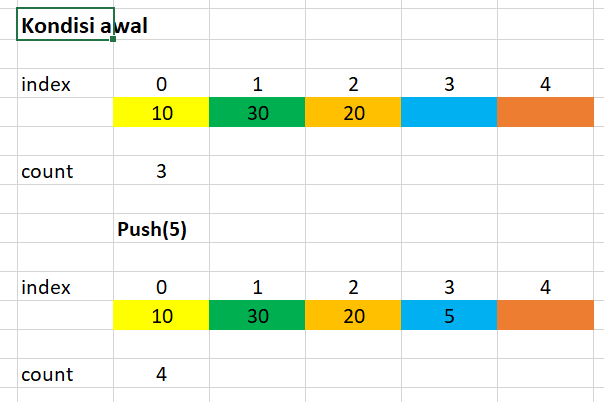 Kondisi awal
index 0 1 2 3 4
10 30 20
count 3
Push(5)
index 0 1 2 3 4
10 30 20 5
count 4